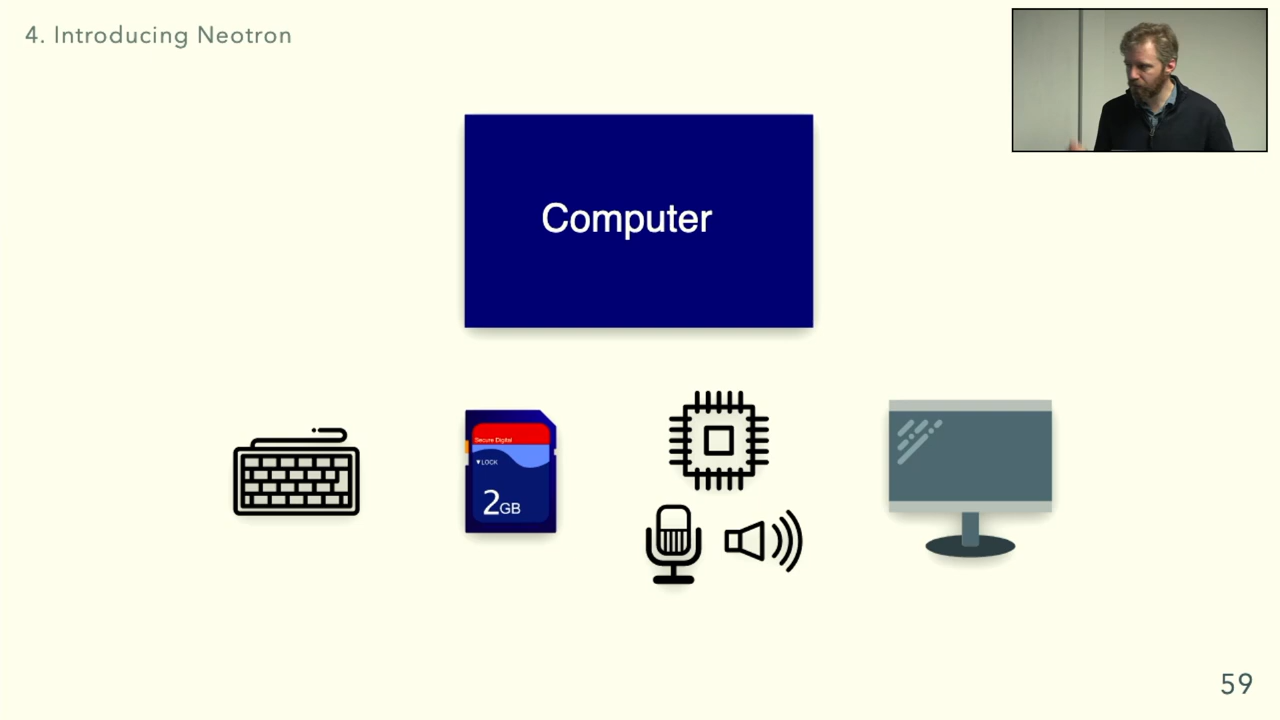 4. Introducing Neotron
Computer
Secure Digital
▼LOCK
2GB
59